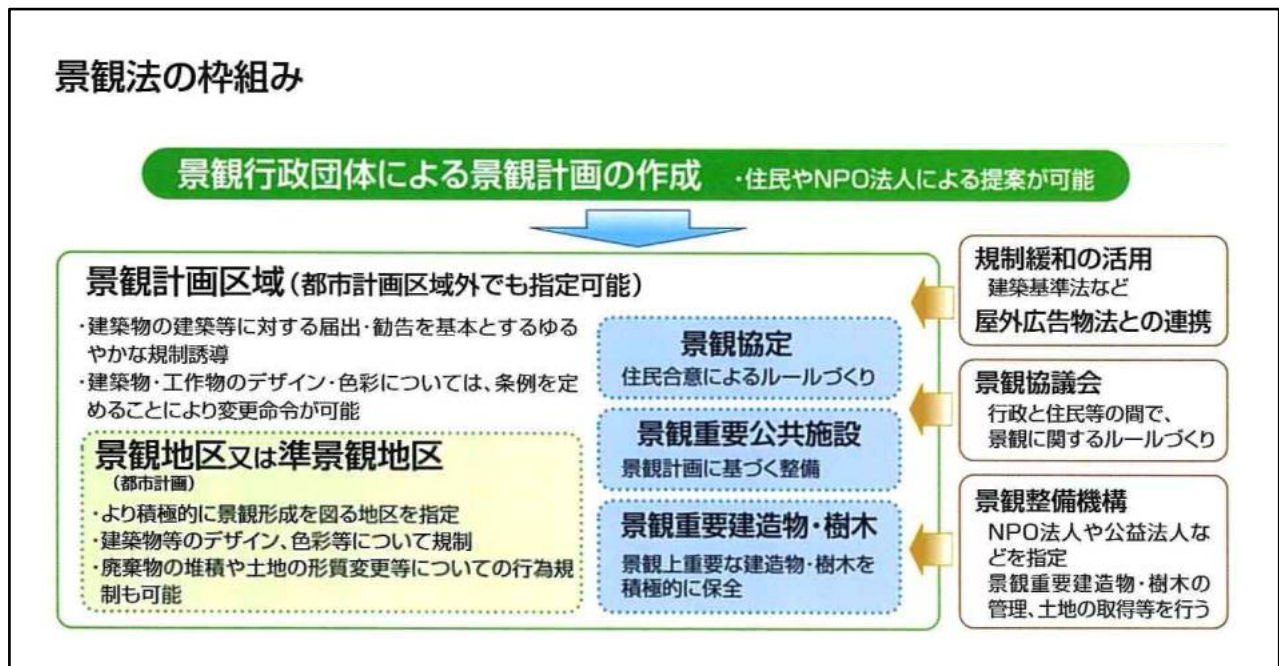 景観法の枠組み
景観行政団体による景観計画の作成 ・住民やNPO法人による提案が可能
景観計画区域(都市計画区域外でも指定可能)
・建築物の建築等に対する届出・勧告を基本とするゆる
やかな規制誘導
・建築物・工作物のデザイン・色彩については、条例を定
めることにより変更命令が可能
景観地区又は準景観地区
(都市計画)
・より積極的に景観形成を図る地区を指定
・建築物等のデザイン、色彩等について規制
・廃棄物の堆積や土地の形質変更等についての行為規
制も可能
景観協定
住民合意によるルールづくり
景観重要公共施設
景観計画に基づく整備
景観重要建造物・樹木
景観上重要な建造物・樹木を
積極的に保全
規制緩和の活用
建築基準法など
屋外広告物法との連携
景観協議会
行政と住民等の間で、
景観に関するルールづくり
景観整備機構
NPO法人や公益法人な
どを指定
景観重要建造物・樹木の
管理、土地の取得等を行う